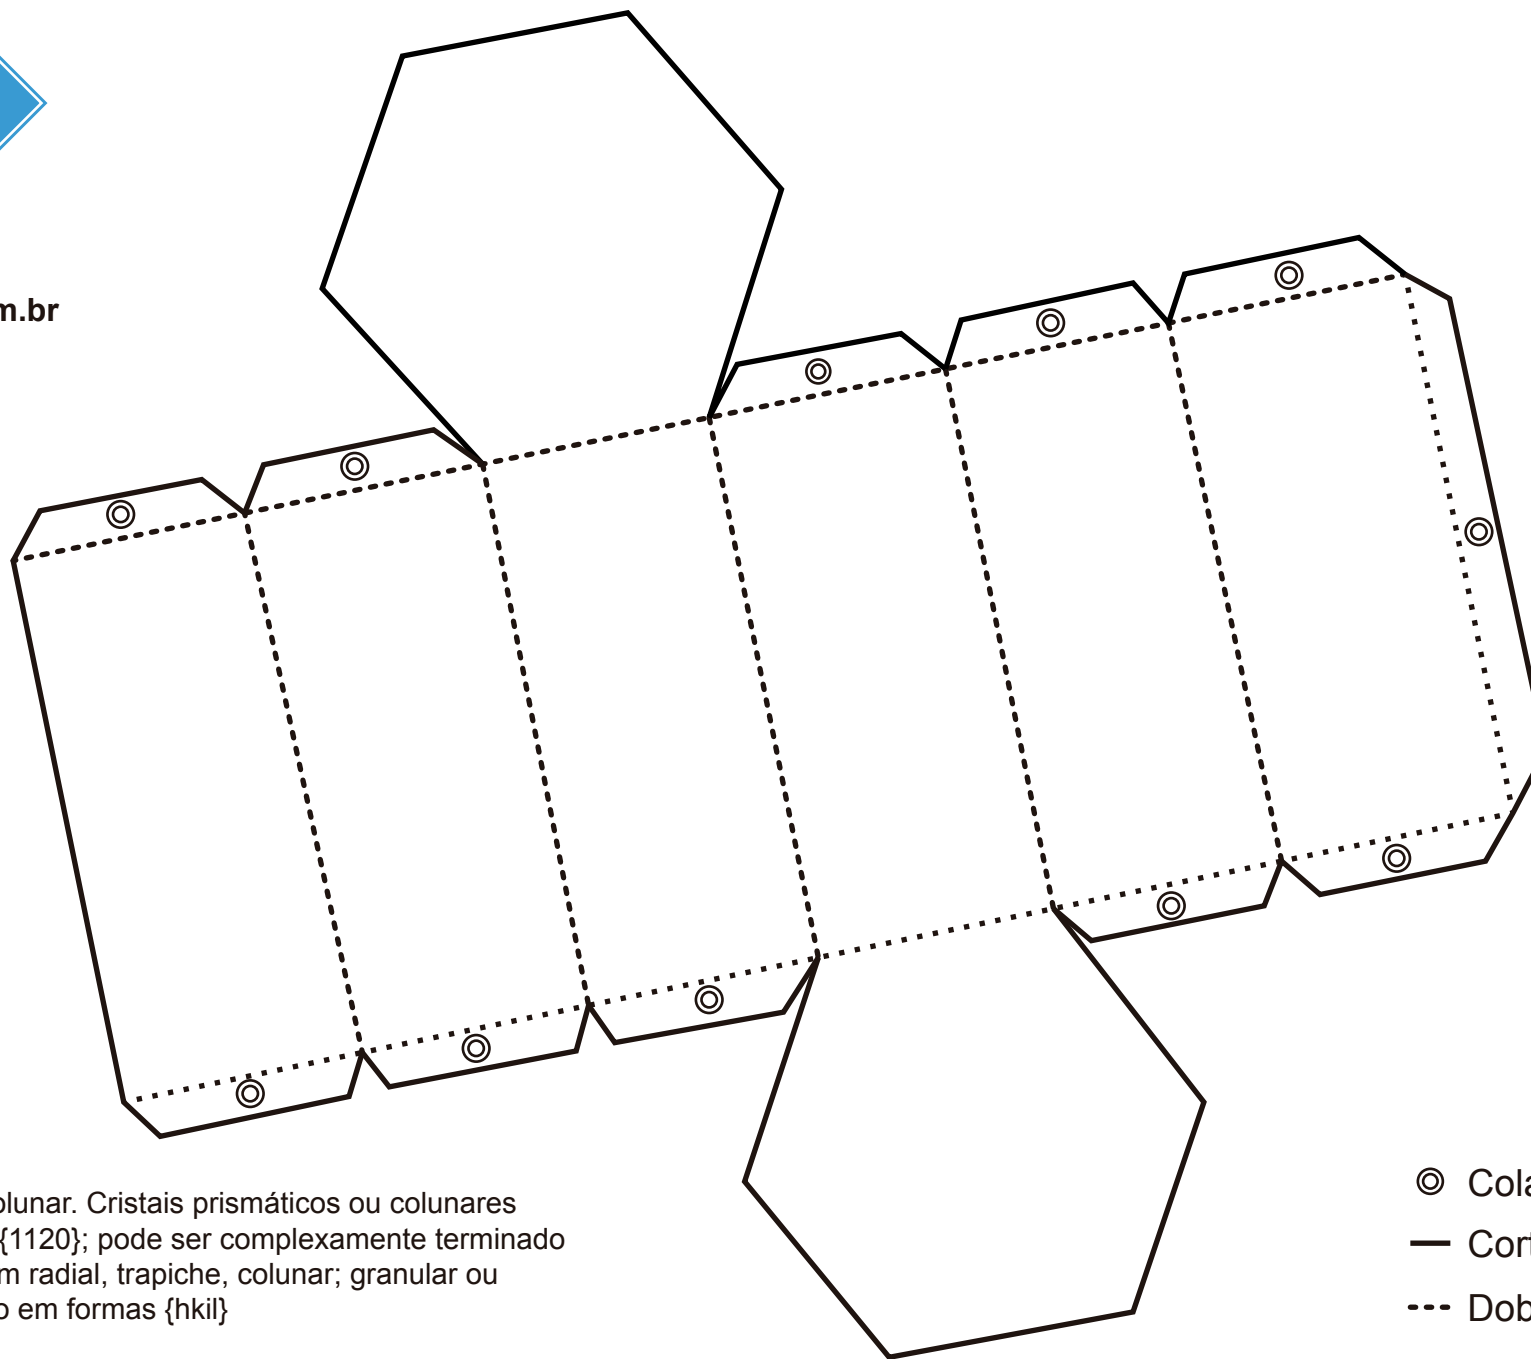 m.br
olunar. Cristais prismáticos ou colunares
{1120}; pode ser complexamente terminado
m radial, trapiche, colunar; granular ou
o em formas {hkil}
Cola
Cort
Dob